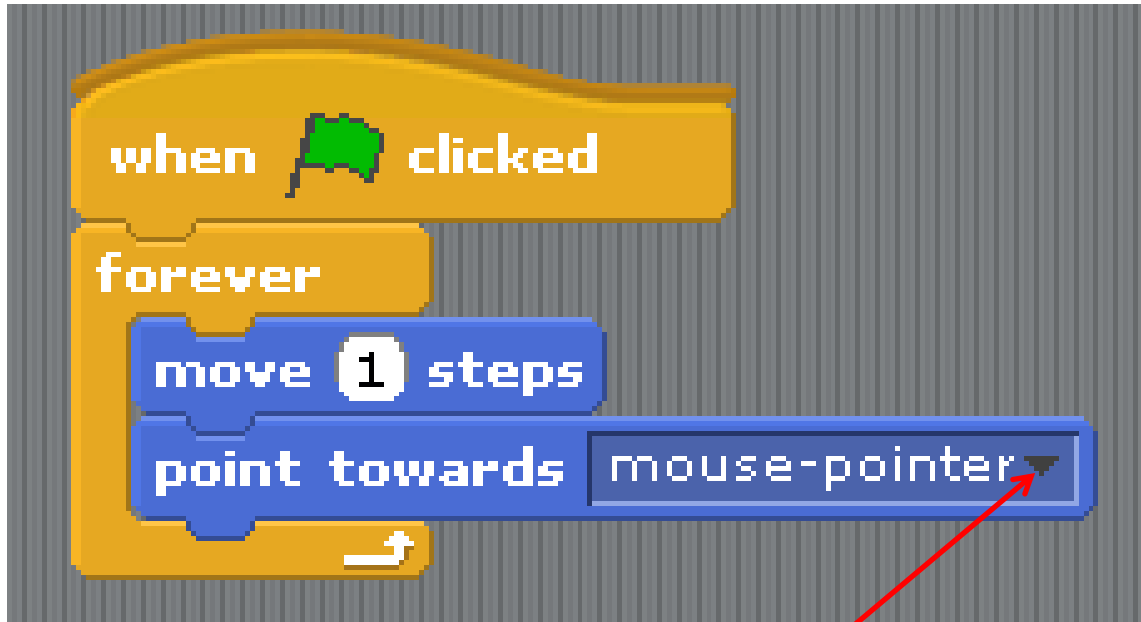 when clicked
forever
move 1 steps
point towards mouse-pointer